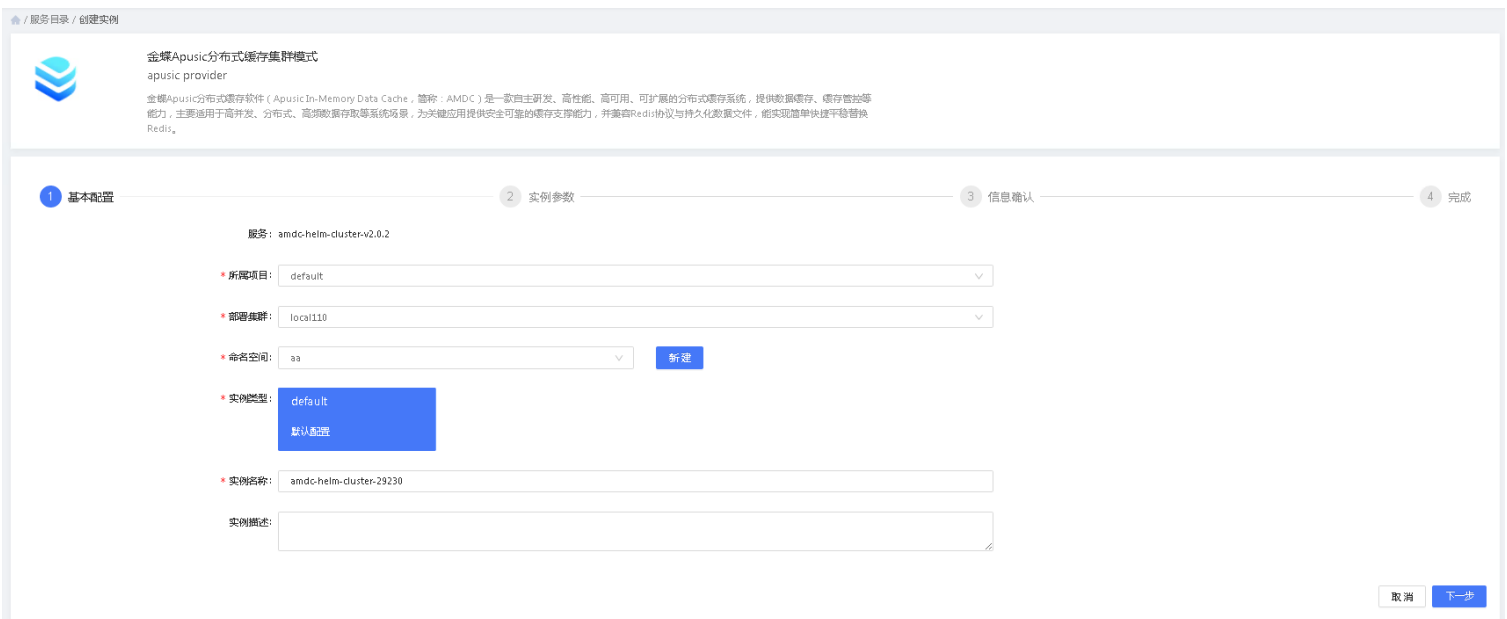 / 服务目录 / 创建实例
金蝶Apusic分布式缓存集群模式
apusic provider
金蝶Apusic分布式缓存软件（Apusic In-Memory Data Cache，简称：AMDC）是一款自主研发、高性能、高可用、可扩展的分布式缓存系统，提供数据缓存、缓存管控等
能力，主要适用于高并发、分布式、高频数据存取等系统场景，为关键应用提供安全可靠的缓存支撑能力，并兼容Redis协议与持久化数据文件，能实现简单快捷平稳替换
Redis。
1 基本配置 2 实例参数 3 信息确认 4 完成
服务: amdc-helm-cluster-v2.0.2
* 所属项目: default
* 部署集群: local110
* 命名空间: aa 新建
* 实例类型: default
默认配置
* 实例名称: amdc-helm-cluster-29230
实例描述:
取消 下一步